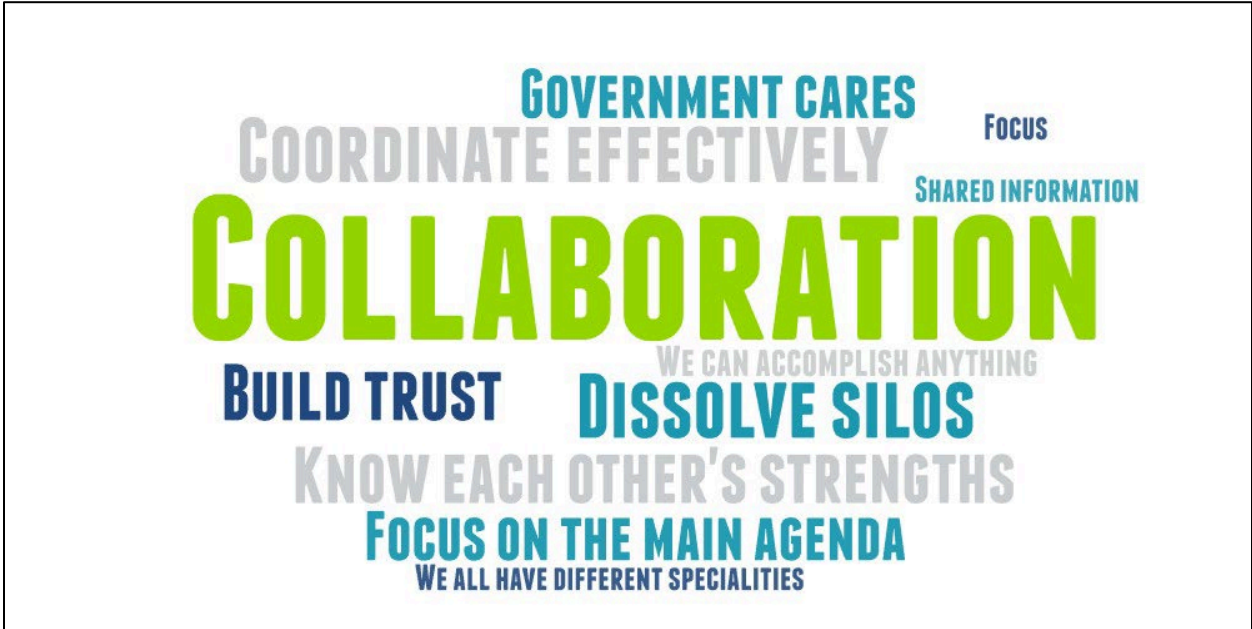 Government cares
Coordinate effectively
Focus
Shared information
Collaboration
We can accomplish anything
Build trust
Dissolve silos
Know each other's strengths
Focus on the main agenda
We all have different specialities